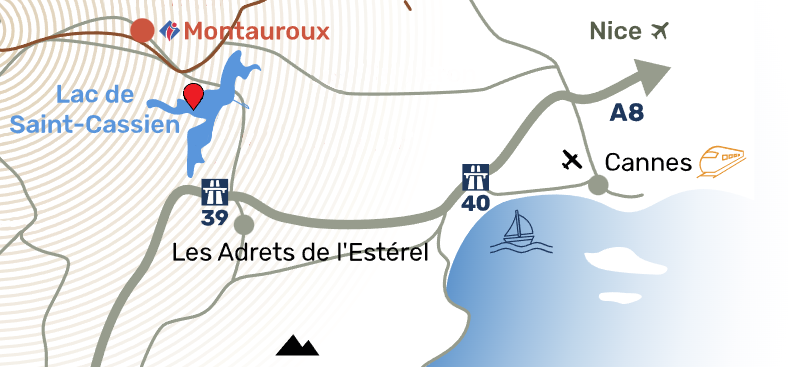 Montauroux
Nice
Lac de
Saint-Cassien
A8
Cannes
39
40
Les Adrets de l'Estérel